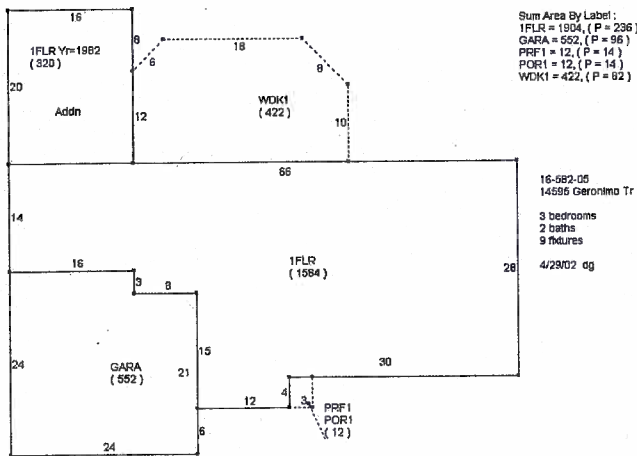 16
1FLR Yr=1982
( 320 )
Addn
20
8
6
18
8
12
WDK1
( 422 )
10
66
Sum Area By Label :
1FLR = 1904, ( P = 236 )
GARA = 552, ( P = 96 )
PRF1 = 12, ( P = 14 )
POR1 = 12, ( P = 14 )
WDK1 = 422, ( P = 82 )
16-582-05
14595 Geronimo Tr
3 bedrooms
2 baths
9 fixtures
4/29/02 dg
14
16
3
8
1FLR
( 1584 )
28
24
GARA
( 552 )
15
21
30
4
3
12
PRF1
POR1
( 12 )
6
24